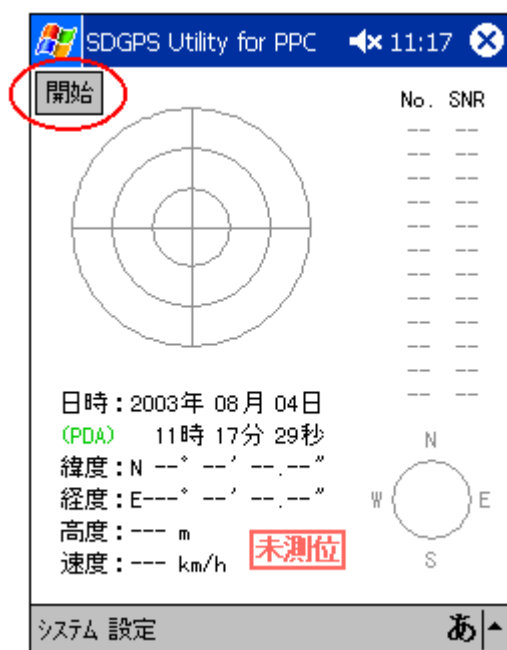 SDGPS Utility for PPC 11:17
開始
No. SNR
-- --
-- --
-- --
-- --
-- --
-- --
-- --
-- --
-- --
-- --
-- --
-- --
日時:2003年 08月 04日
(PDA) 11時 17分 29秒
緯度:N --° --′ --.--″
経度:E---° --′ --.--″
高度:--- m
速度:--- km/h
未測位
N
W E
S
システム 設定 あ